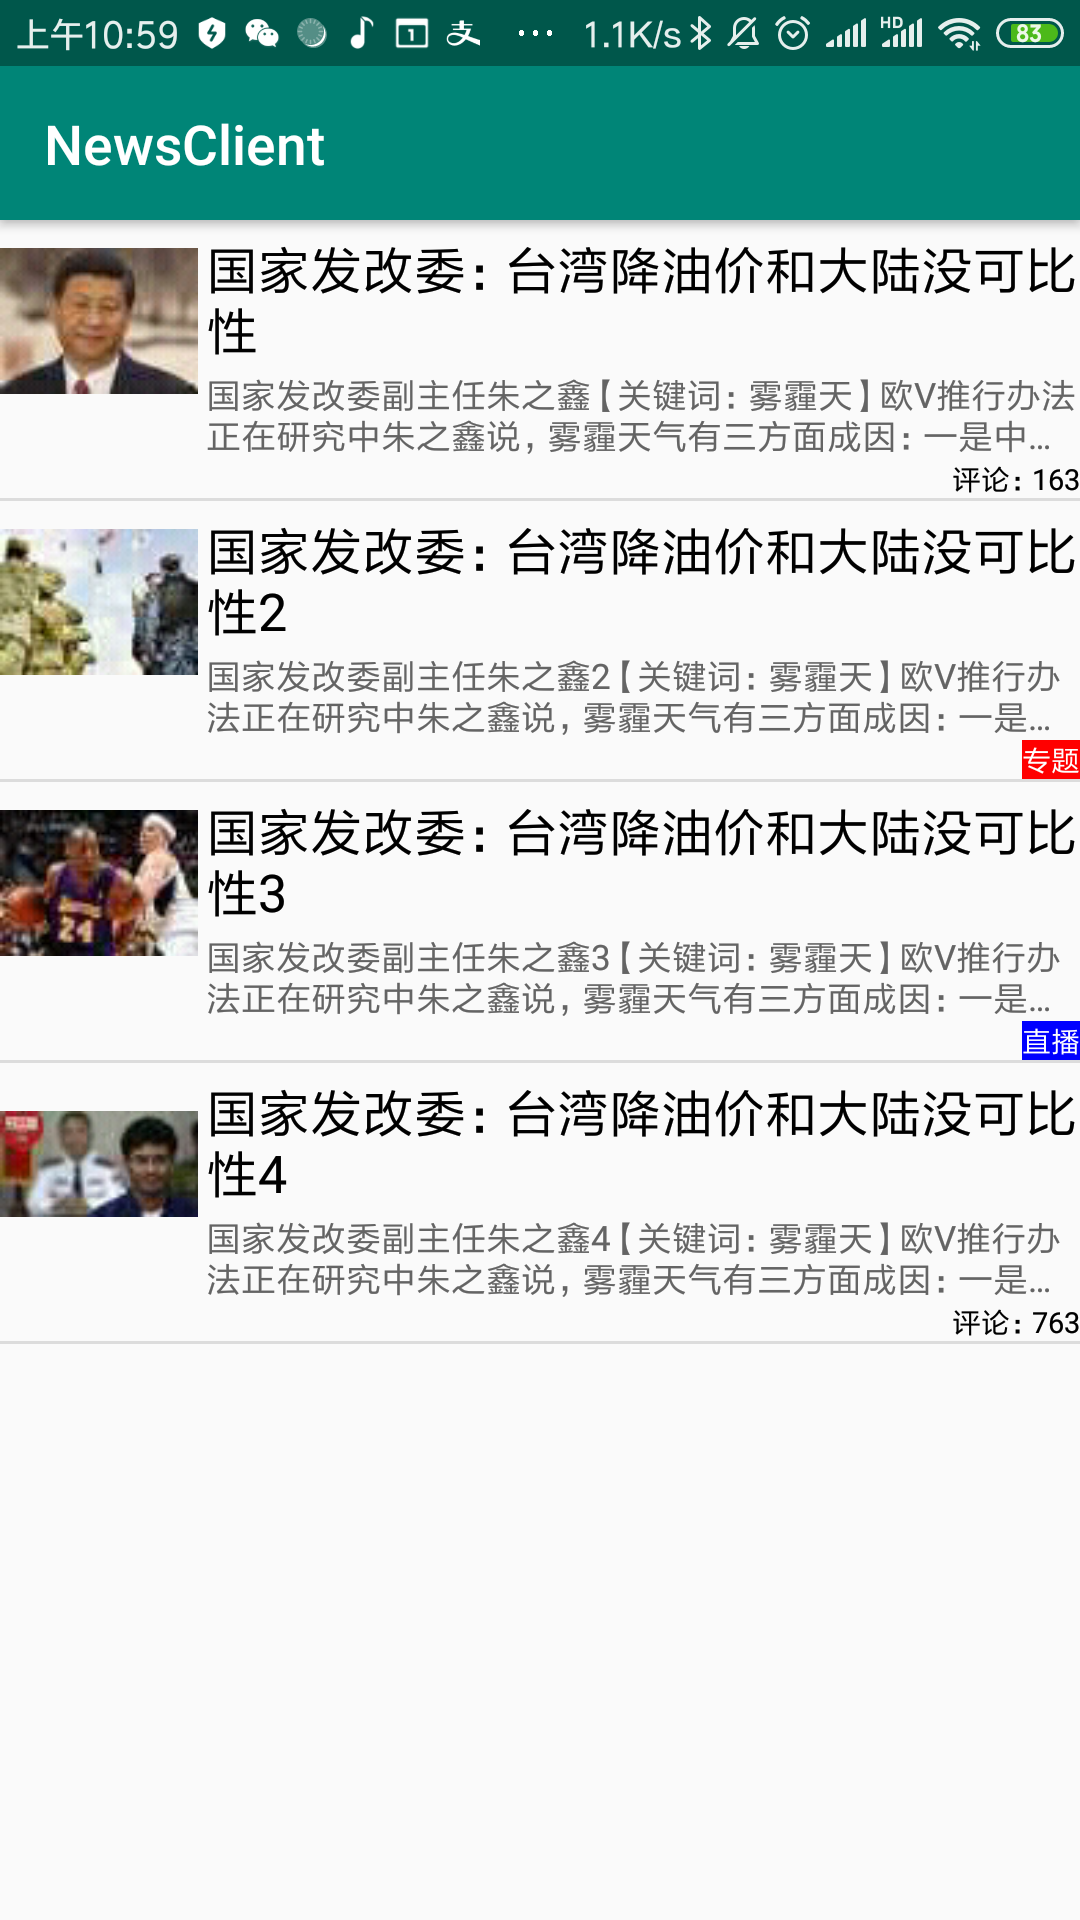 上午10:59 1 支 ... 1.1K/s HD 83
NewsClient
国家发改委：台湾降油价和大陆没可比
性
国家发改委副主任朱之鑫【关键词：雾霾天】欧V推行办法
正在研究中朱之鑫说，雾霾天气有三方面成因：一是中...
评论：163
国家发改委：台湾降油价和大陆没可比
性2
国家发改委副主任朱之鑫2【关键词：雾霾天】欧V推行办
法正在研究中朱之鑫说，雾霾天气有三方面成因：一是...
专题
国家发改委：台湾降油价和大陆没可比
性3
24
国家发改委副主任朱之鑫3【关键词：雾霾天】欧V推行办
法正在研究中朱之鑫说，雾霾天气有三方面成因：一是...
直播
国家发改委：台湾降油价和大陆没可比
性4
国家发改委副主任朱之鑫4【关键词：雾霾天】欧V推行办
法正在研究中朱之鑫说，雾霾天气有三方面成因：一是...
评论：763